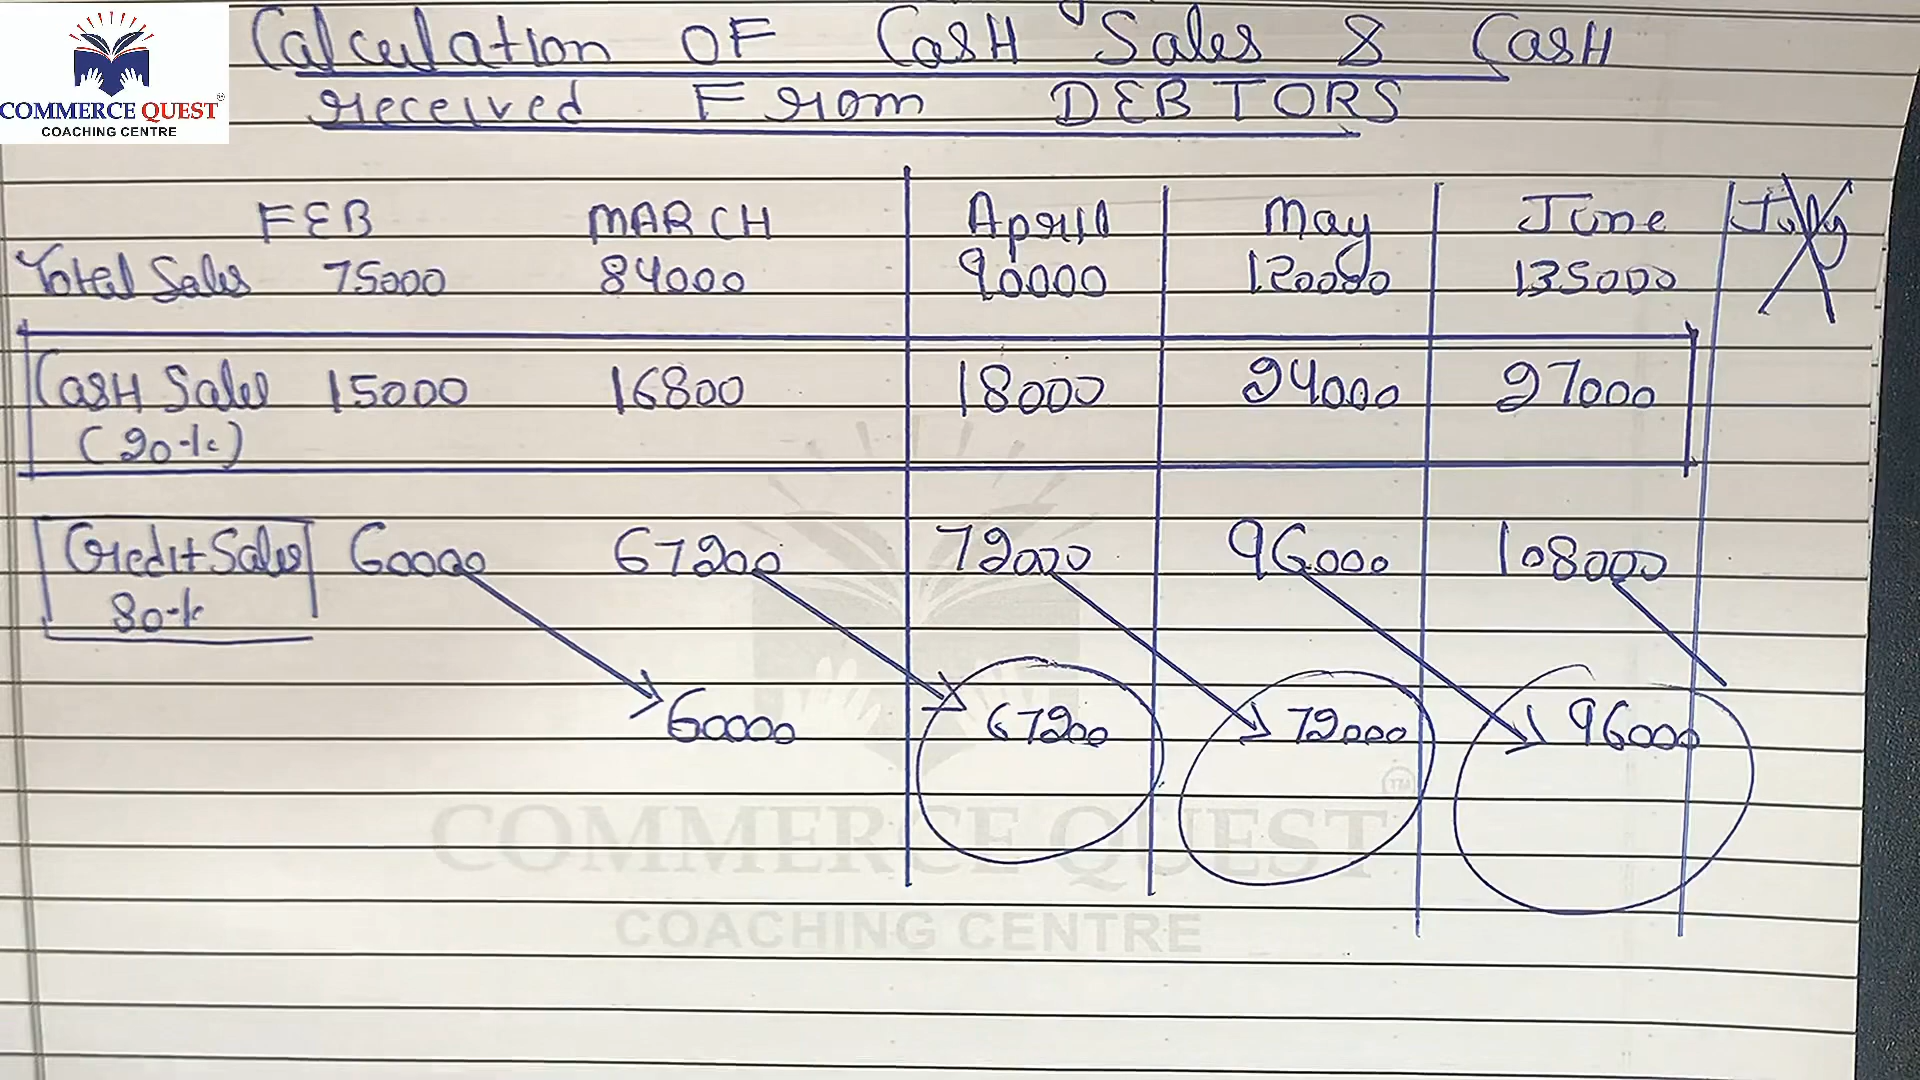 Calculation OF CasH Sales & CasH
received From DEBTORS
COMMERCE QUEST
COACHING CENTRE
FEB MARCH April May June July
Total Sales 75000 84000 90000 120000 135000
CasH Sales 15000 16800 18000 24000 27000
(20%)
Credit Sales 60000 67200 72000 96000 108000
80%
60000 67200 72000 96000
TM
COMMERCE QUEST
COACHING CENTRE